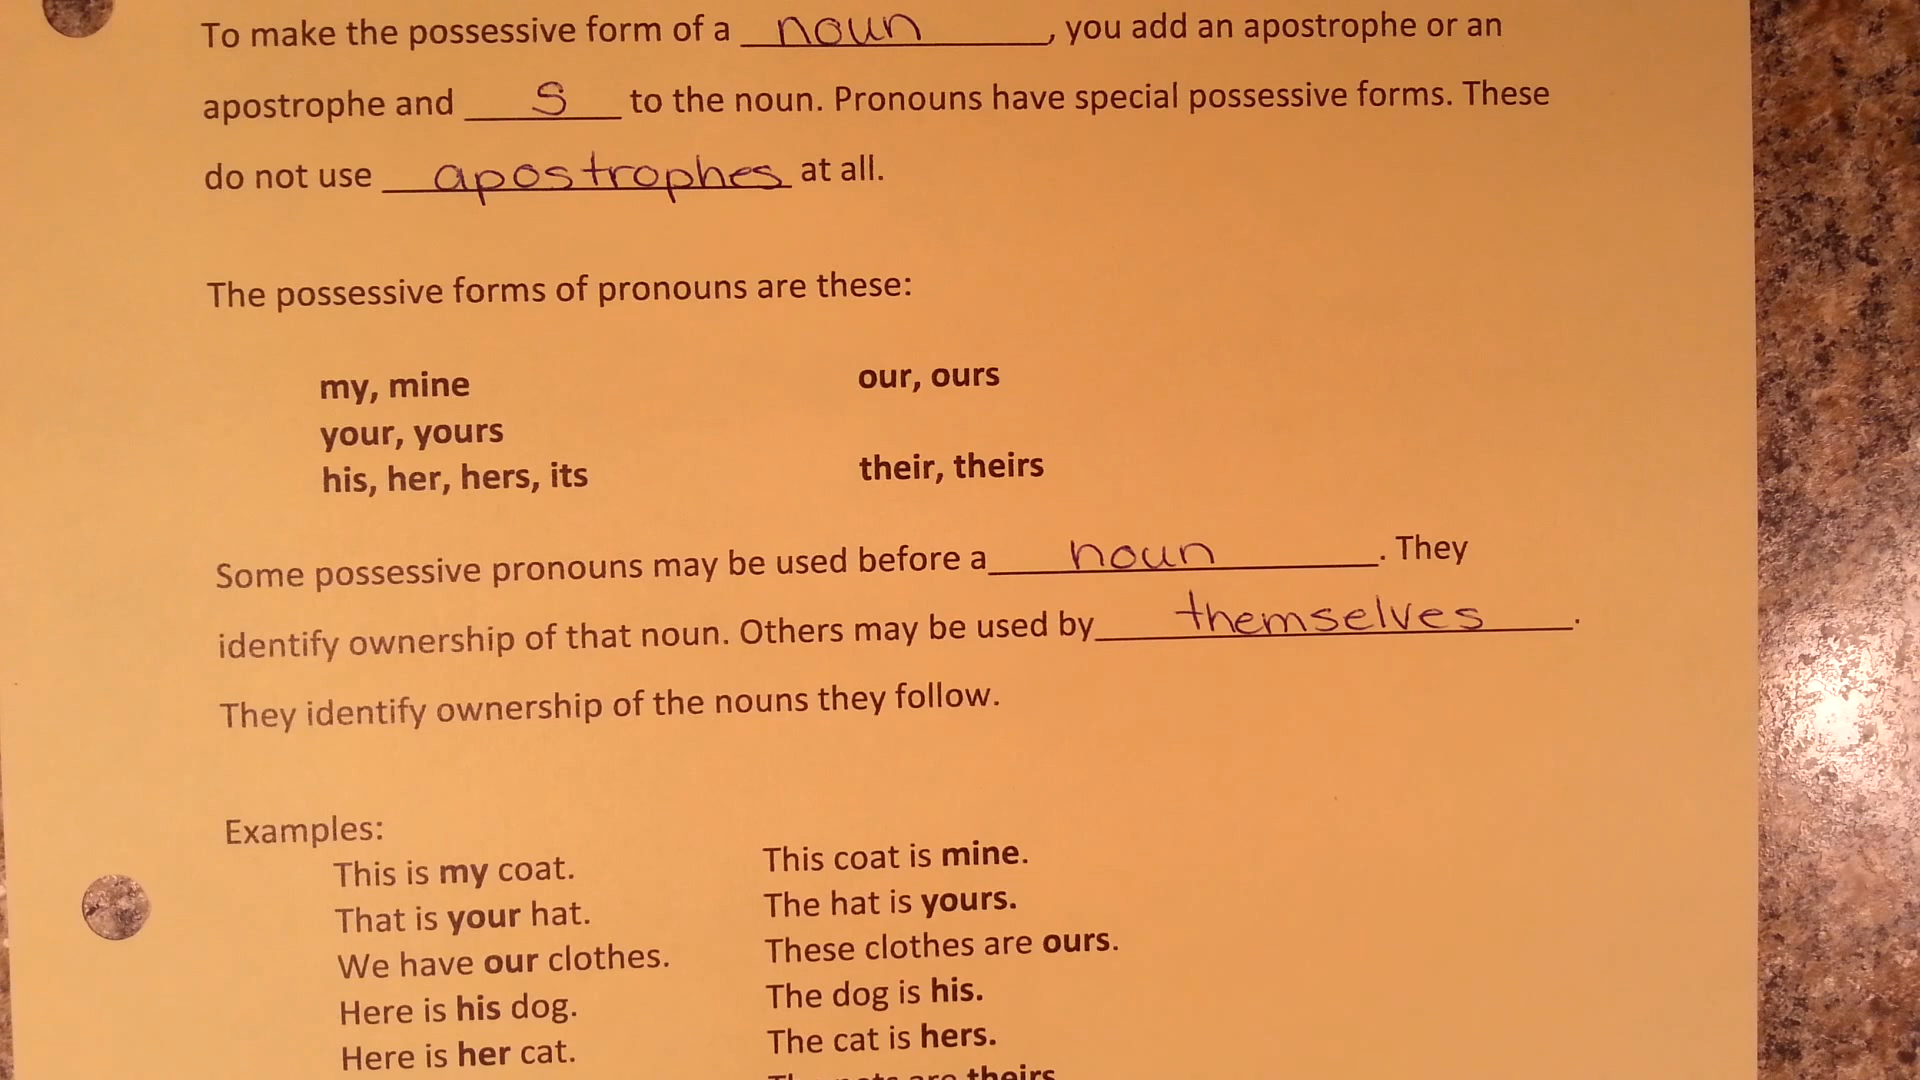 To make the possessive form of a noun, you add an apostrophe or an
apostrophe and s to the noun. Pronouns have special possessive forms. These
do not use apostrophes at all.
The possessive forms of pronouns are these:
my, mine our, ours
your, yours
his, her, hers, its their, theirs
Some possessive pronouns may be used before a noun. They
identify ownership of that noun. Others may be used by themselves.
They identify ownership of the nouns they follow.
Examples:
This is my coat. This coat is mine.
That is your hat. The hat is yours.
We have our clothes. These clothes are ours.
Here is his dog. The dog is his.
Here is her cat. The cat is hers.
are theirs